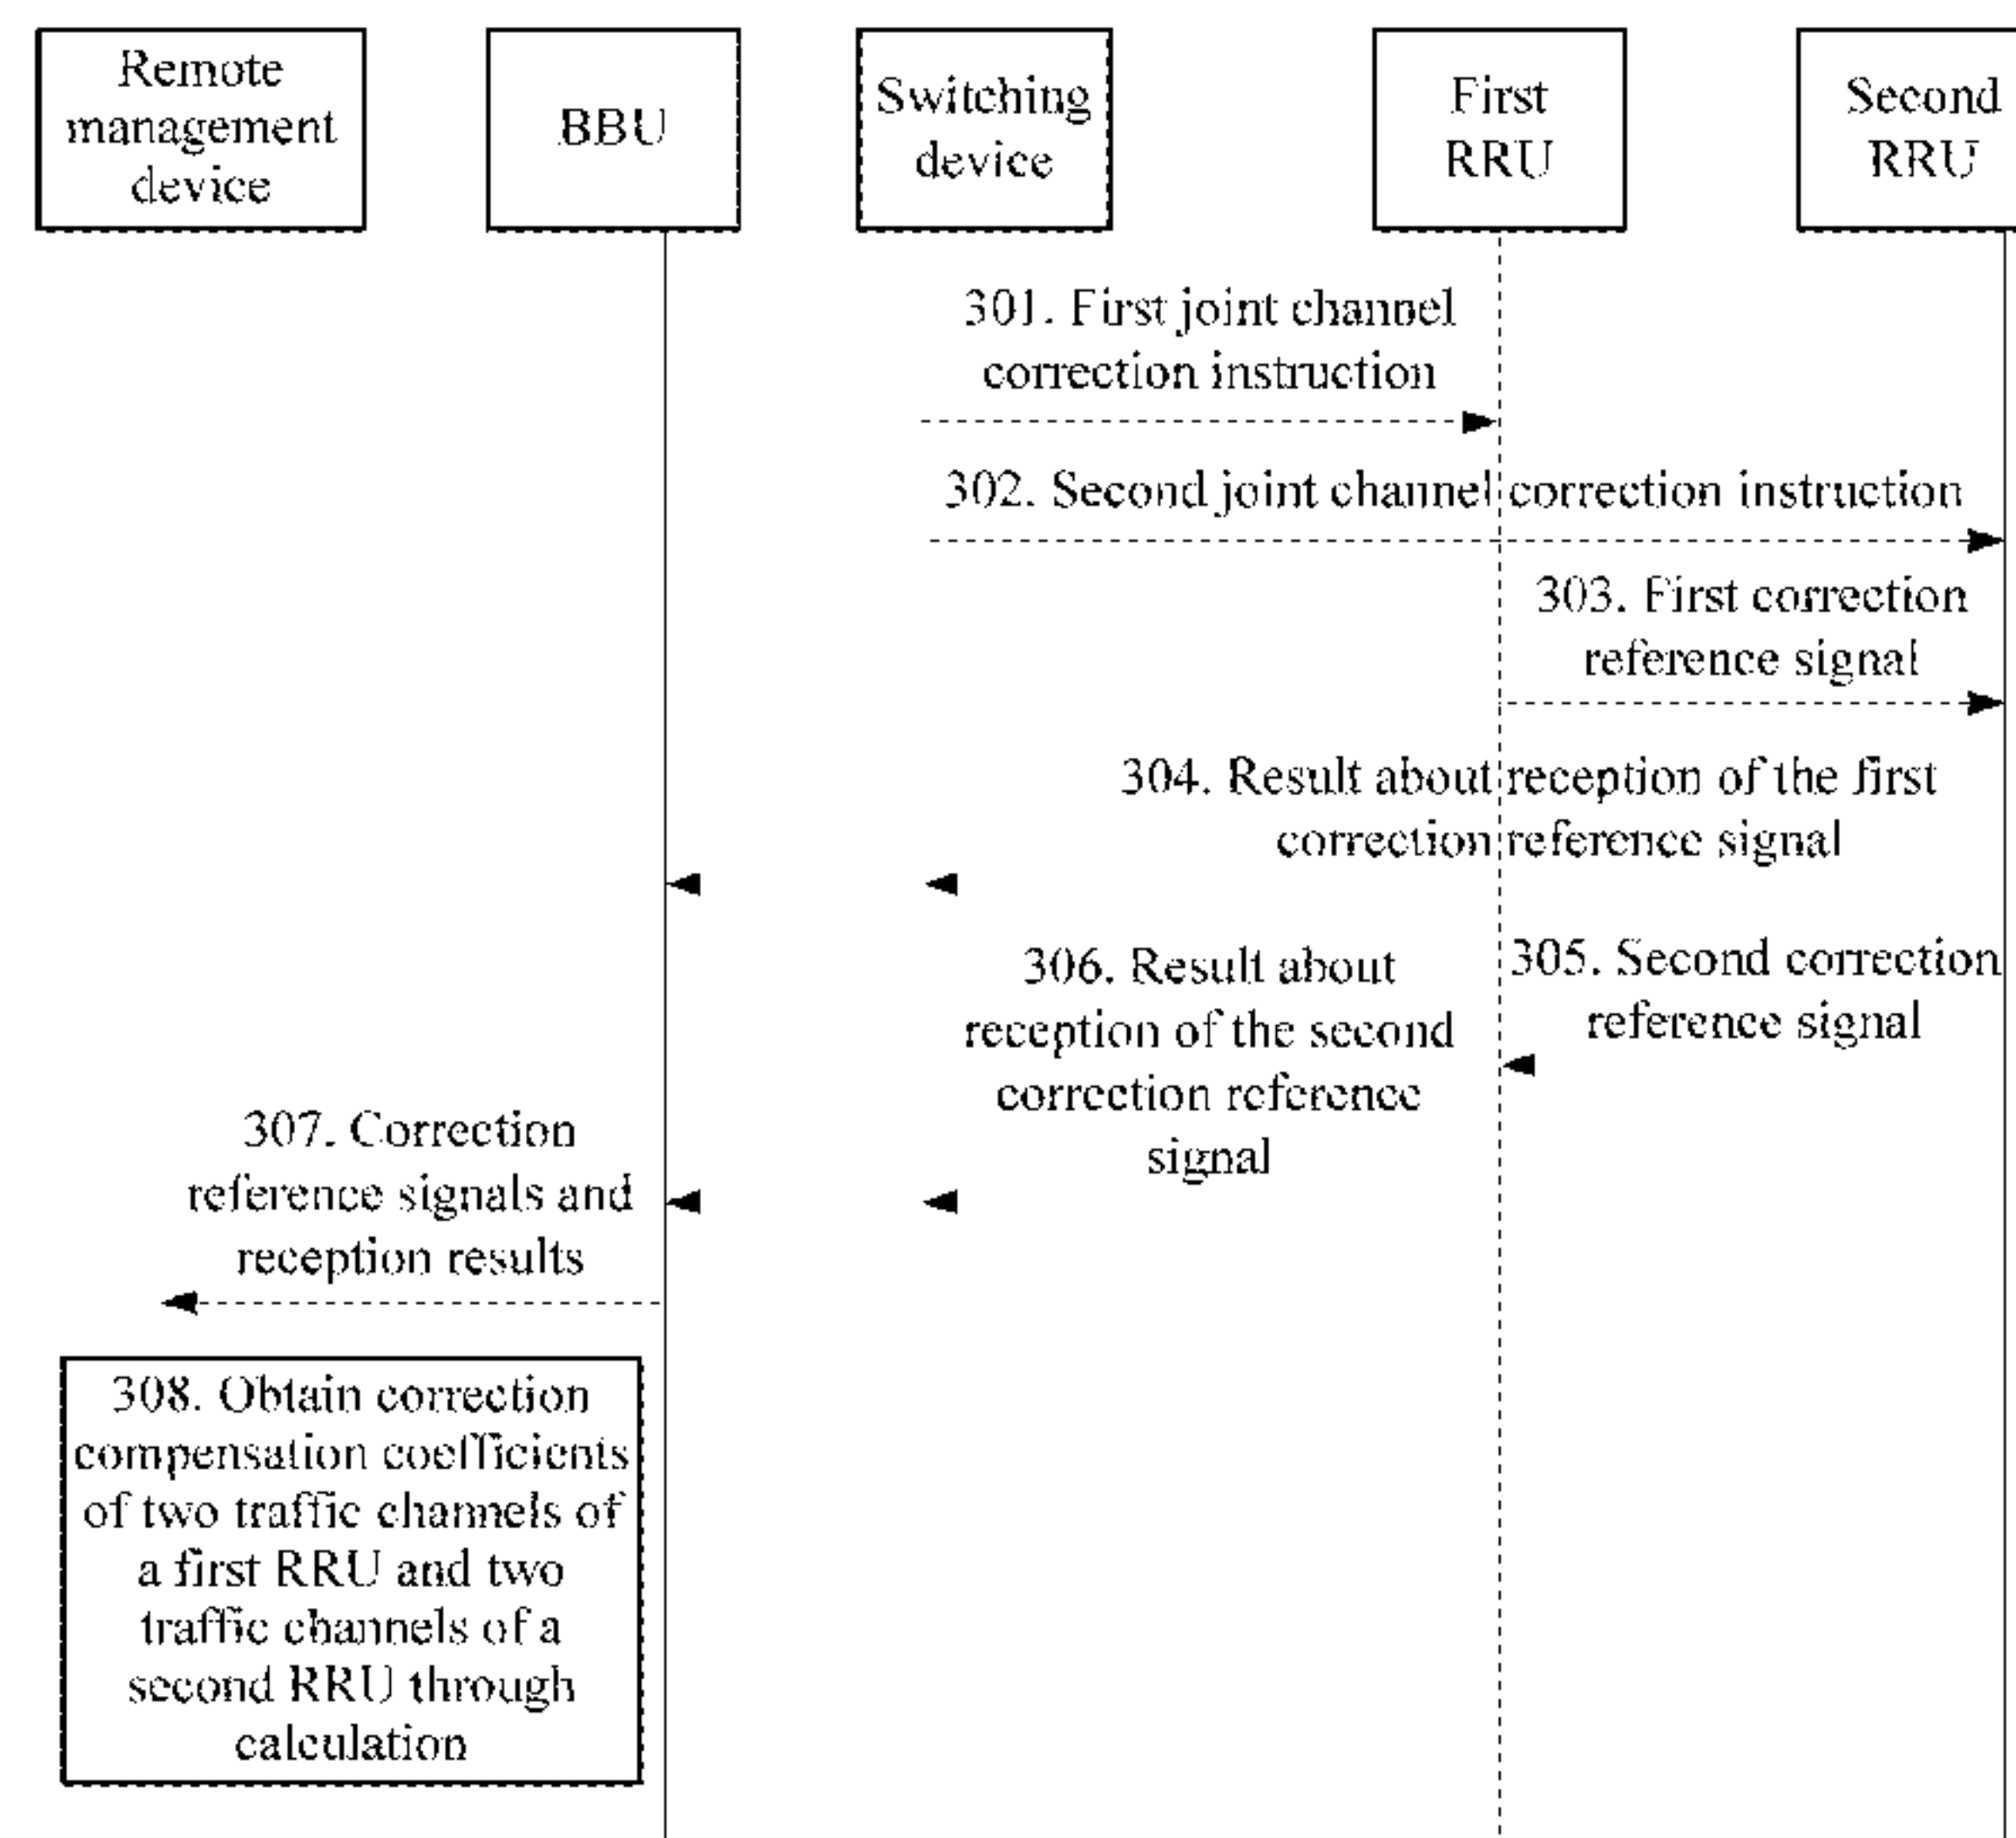 Remote
management
device
BBU
Switching
device
First
RRU
Second
RRU
301. First joint channel
correction instruction
302. Second joint channel correction instruction
303. First correction
reference signal
304. Result about reception of the first
correction reference signal
305. Second correction
reference signal
306. Result about
reception of the second
correction reference
signal
307. Correction
reference signals and
reception results
308. Obtain correction
compensation coefficients
of two traffic channels of
a first RRU and two
traffic channels of a
second RRU through
calculation